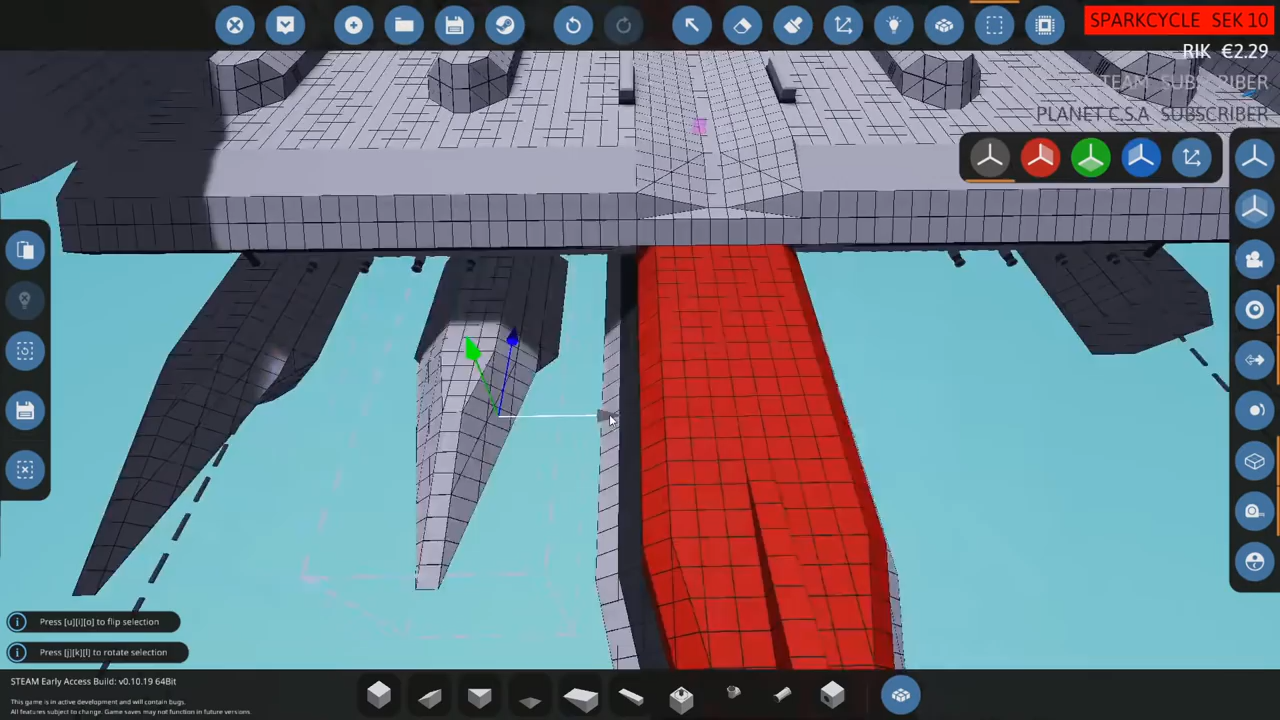 SPARKCYCLE SEK 10
RIK €2.29
TEAM SUBSCRIBER
PLANET C.S.A SUBSCRIBER
Press [u][i][o] to flip selection
Press [j][k][l] to rotate selection
STEAM Early Access Build: v0.10.19 64Bit
This game is in active development and will contain bugs.
All features subject to change. Game saves may not function in future versions.